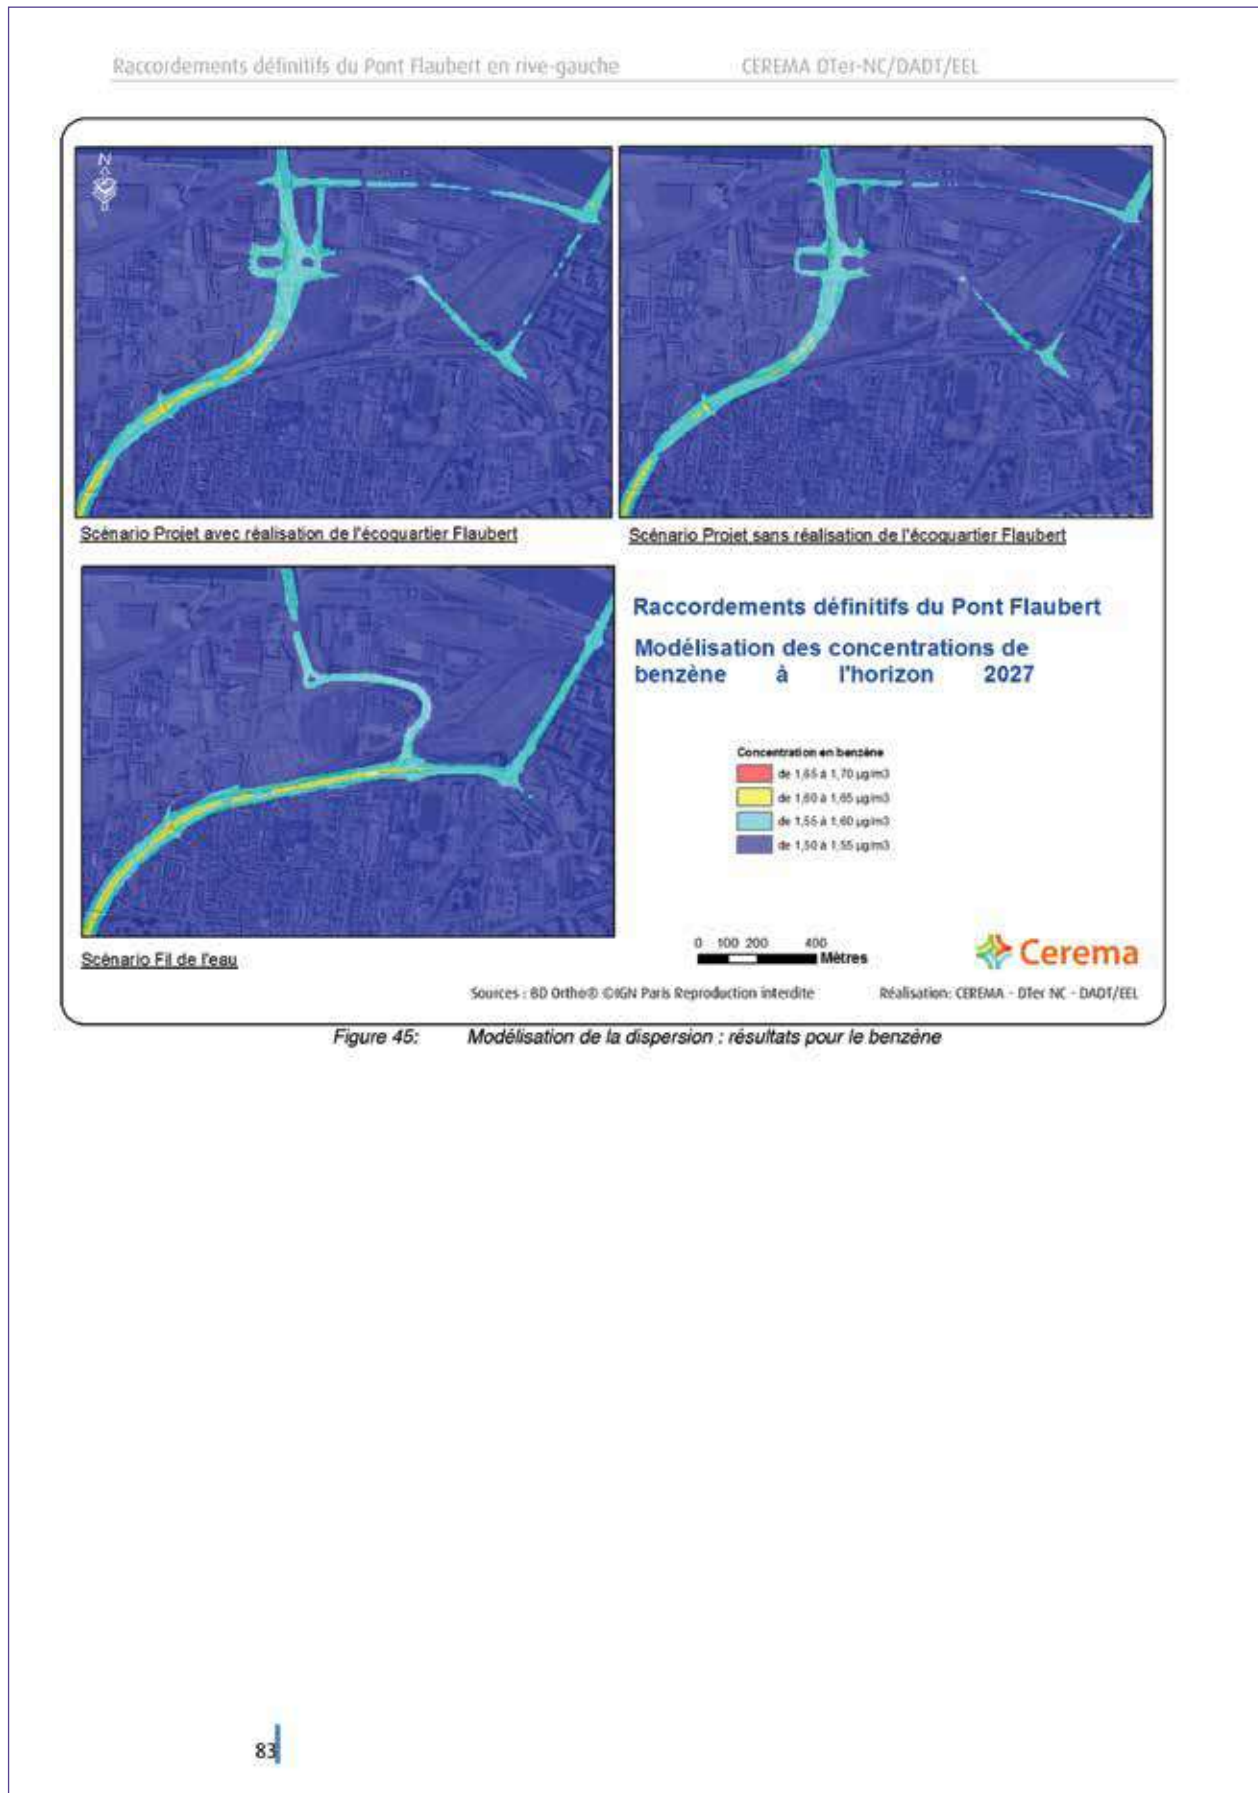 Raccordements définitifs du Pont Flaubert en rive-gauche CEREMA DTer-NC/DADT/EEL
N
Scénario Projet avec réalisation de l'écoquartier Flaubert
Scénario Projet sans réalisation de l'écoquartier Flaubert
Raccordements définitifs du Pont Flaubert
Modélisation des concentrations de
benzène à l'horizon 2027
Concentration en benzène
de 1,65 à 1,70 µg/m3
de 1,60 à 1,65 µg/m3
de 1,55 à 1,60 µg/m3
de 1,50 à 1,55 µg/m3
0 100 200 400
Mètres
Cerema
Scénario Fil de l'eau
Sources : BD Ortho® ©IGN Paris Reproduction interdite Réalisation: CEREMA - DTer NC - DADT/EEL
Figure 45: Modélisation de la dispersion : résultats pour le benzène
83